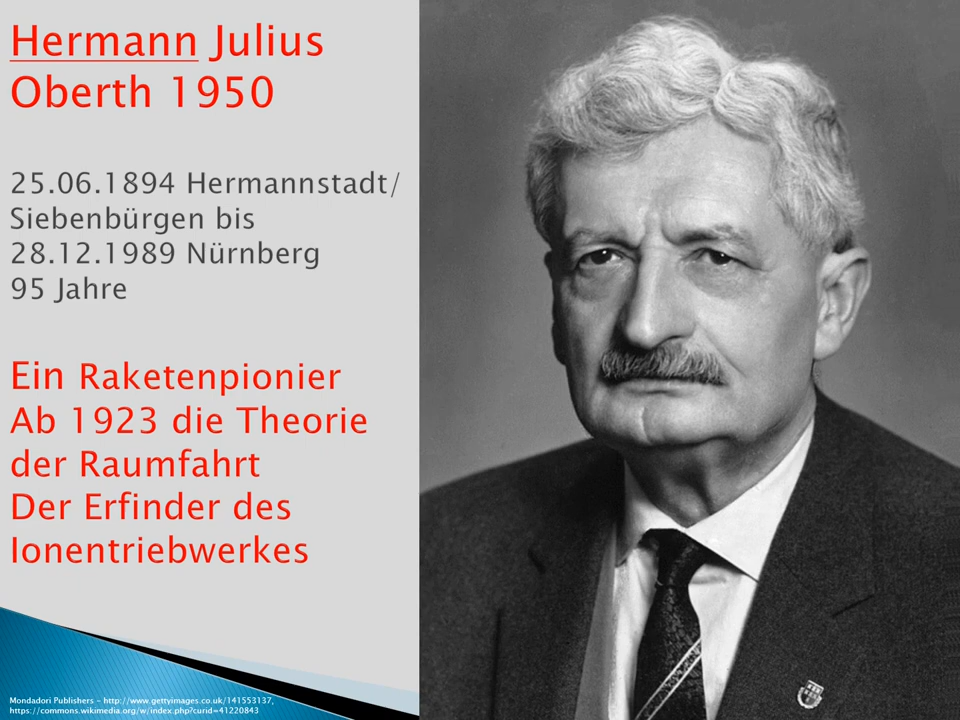 Hermann Julius
Oberth 1950
25.06.1894 Hermannstadt/
Siebenbürgen bis
28.12.1989 Nürnberg
95 Jahre
Ein Raketenpionier
Ab 1923 die Theorie
der Raumfahrt
Der Erfinder des
Ionentriebwerkes
Mondadori Publishers - http://www.gettyimages.co.uk/141553137,
https://commons.wikimedia.org/w/index.php?curid=41220843